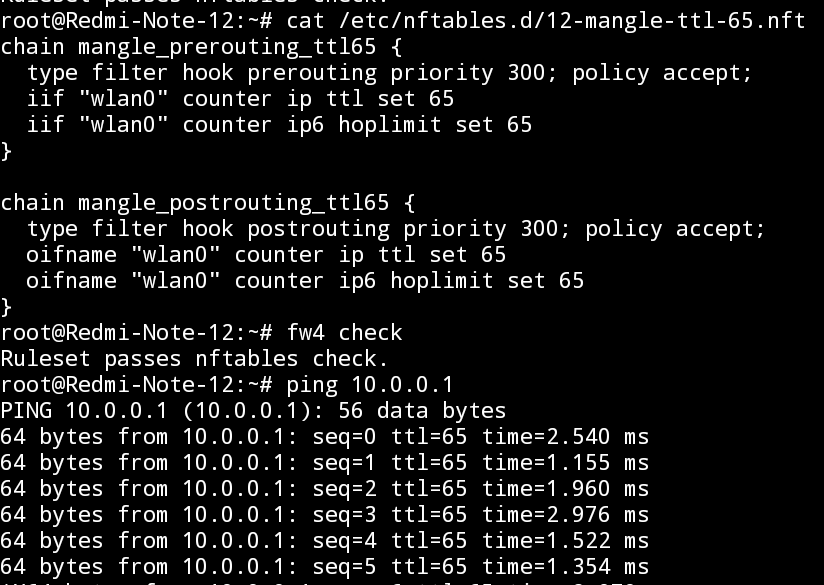 root@Redmi-Note-12:~# cat /etc/nftables.d/12-mangle-ttl-65.nft
chain mangle_prerouting_ttl65 {
  type filter hook prerouting priority 300; policy accept;
  iif "wlan0" counter ip ttl set 65
  iif "wlan0" counter ip6 hoplimit set 65
}

chain mangle_postrouting_ttl65 {
  type filter hook postrouting priority 300; policy accept;
  oifname "wlan0" counter ip ttl set 65
  oifname "wlan0" counter ip6 hoplimit set 65
}
root@Redmi-Note-12:~# fw4 check
Ruleset passes nftables check.
root@Redmi-Note-12:~# ping 10.0.0.1
PING 10.0.0.1 (10.0.0.1): 56 data bytes
64 bytes from 10.0.0.1: seq=0 ttl=65 time=2.540 ms
64 bytes from 10.0.0.1: seq=1 ttl=65 time=1.155 ms
64 bytes from 10.0.0.1: seq=2 ttl=65 time=1.960 ms
64 bytes from 10.0.0.1: seq=3 ttl=65 time=2.976 ms
64 bytes from 10.0.0.1: seq=4 ttl=65 time=1.522 ms
64 bytes from 10.0.0.1: seq=5 ttl=65 time=1.354 ms